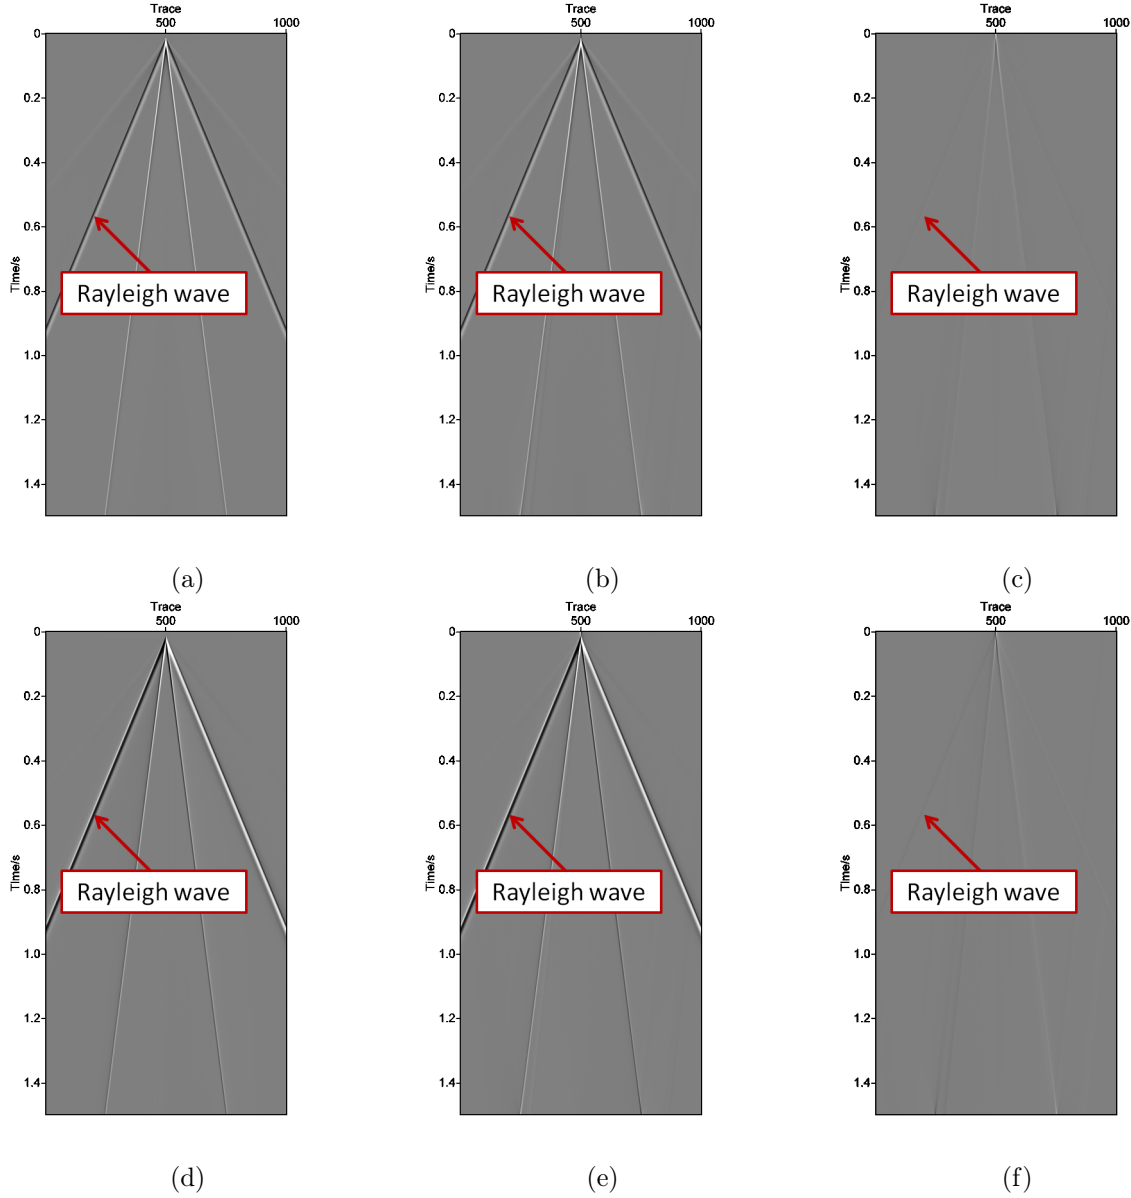 Trace Trace Trace
500 1000 500 1000 500 1000
0 0 0
0.2 0.2 0.2
0.4 0.4 0.4
0.6 0.6 0.6
Time/s Time/s Time/s
Rayleigh wave Rayleigh wave Rayleigh wave
0.8 0.8 0.8
1.0 1.0 1.0
1.2 1.2 1.2
1.4 1.4 1.4
(a) (b) (c)
Trace Trace Trace
500 1000 500 1000 500 1000
0 0 0
0.2 0.2 0.2
0.4 0.4 0.4
0.6 0.6 0.6
Time/s Time/s Time/s
Rayleigh wave Rayleigh wave Rayleigh wave
0.8 0.8 0.8
1.0 1.0 1.0
1.2 1.2 1.2
1.4 1.4 1.4
(d) (e) (f)